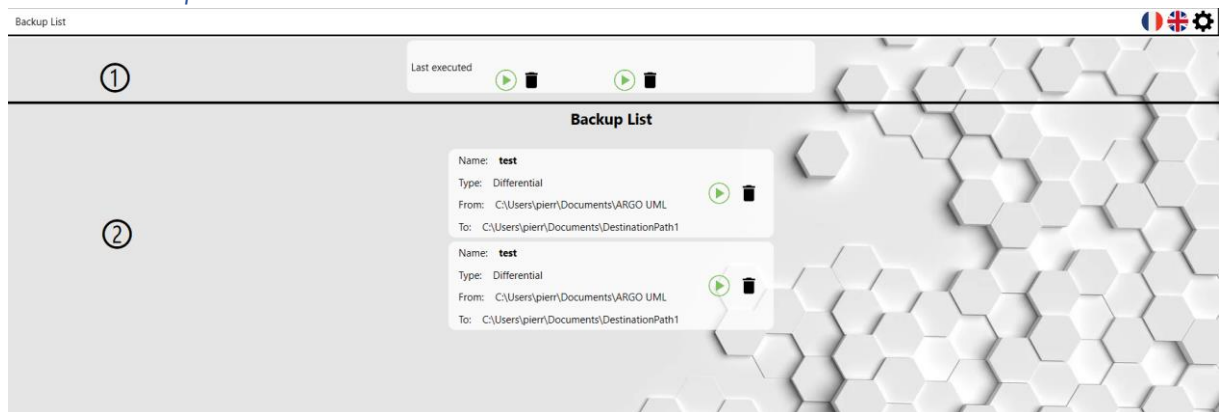 Backup List
1
Last executed
Backup List
Name: test
Type: Differential
From: C:\Users\pierr\Documents\ARGO UML
To: C:\Users\pierr\Documents\DestinationPath1
2
Name: test
Type: Differential
From: C:\Users\pierr\Documents\ARGO UML
To: C:\Users\pierr\Documents\DestinationPath1